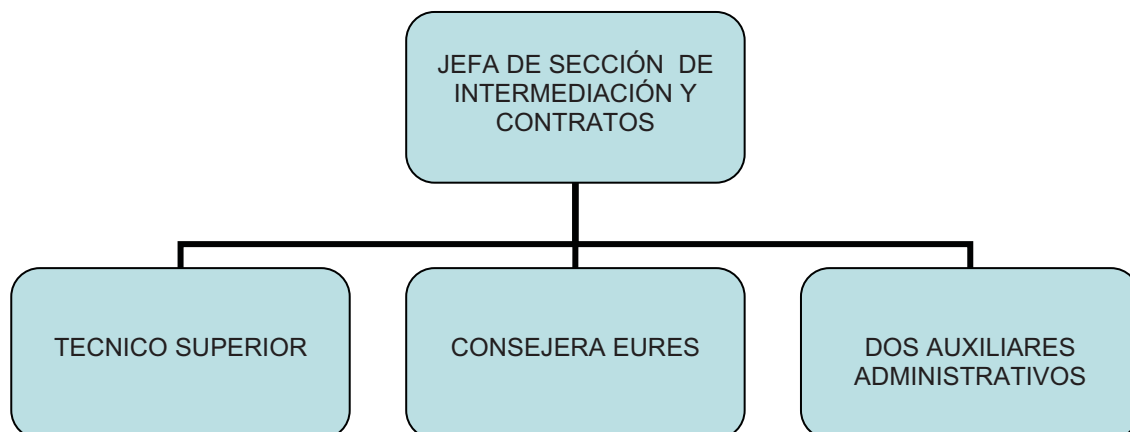 JEFA DE SECCIÓN DE
INTERMEDIACIÓN Y
CONTRATOS
TECNICO SUPERIOR
CONSEJERA EURES
DOS AUXILIARES
ADMINISTRATIVOS